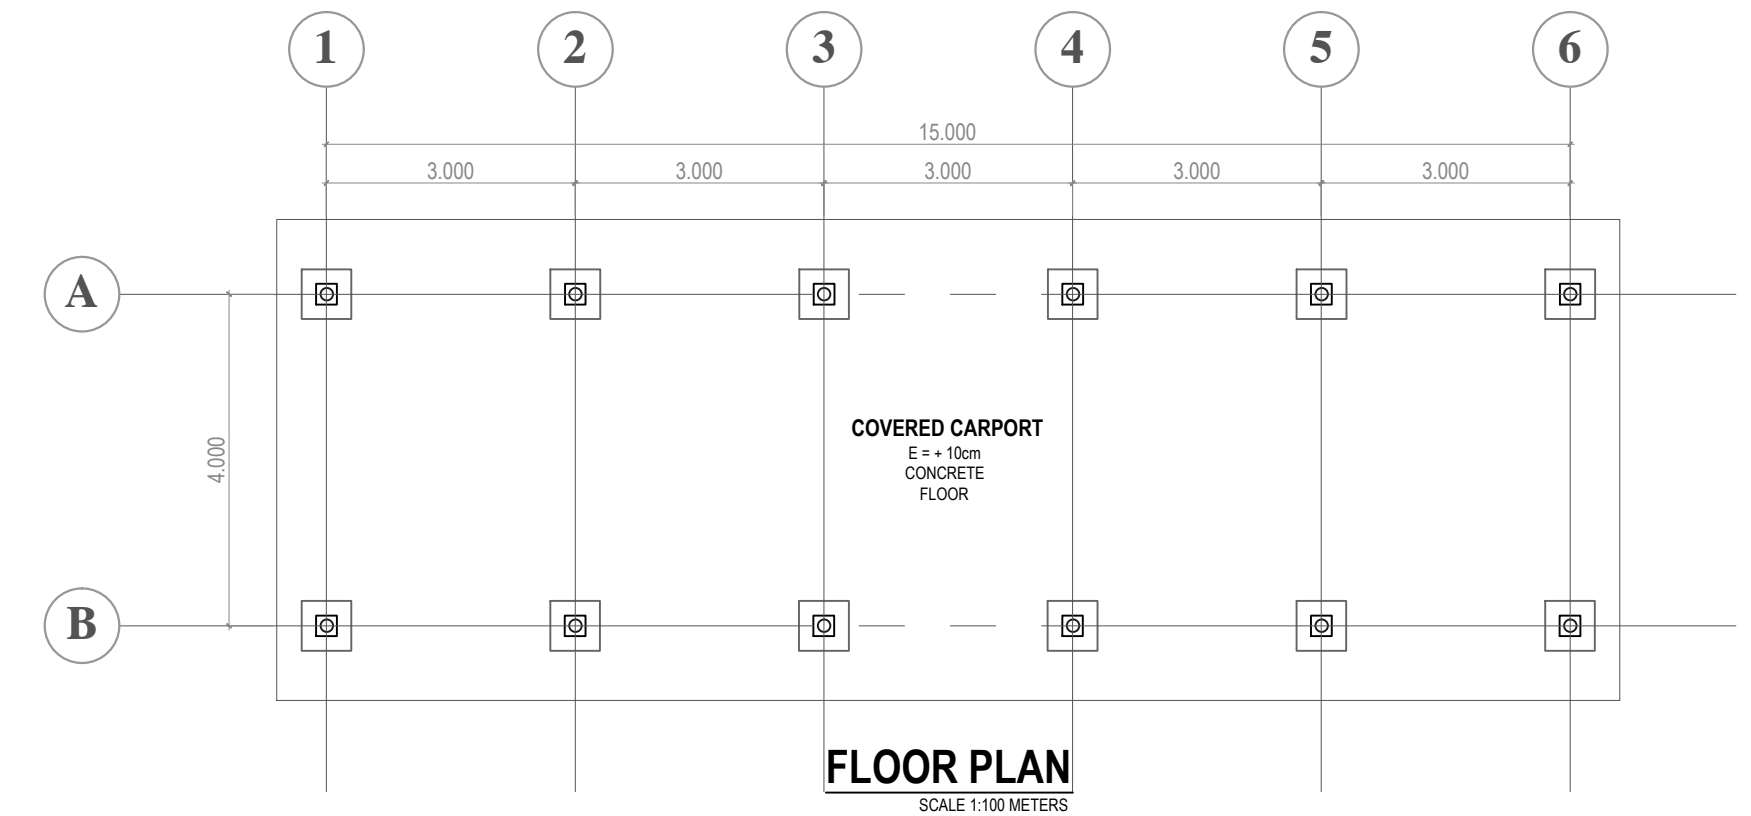 1 2 3 4 5 6
15.000
3.000 3.000 3.000 3.000 3.000
A
COVERED CARPORT
E = + 10cm
4.000
CONCRETE
FLOOR
B
FLOOR PLAN
SCALE 1:100 METERS